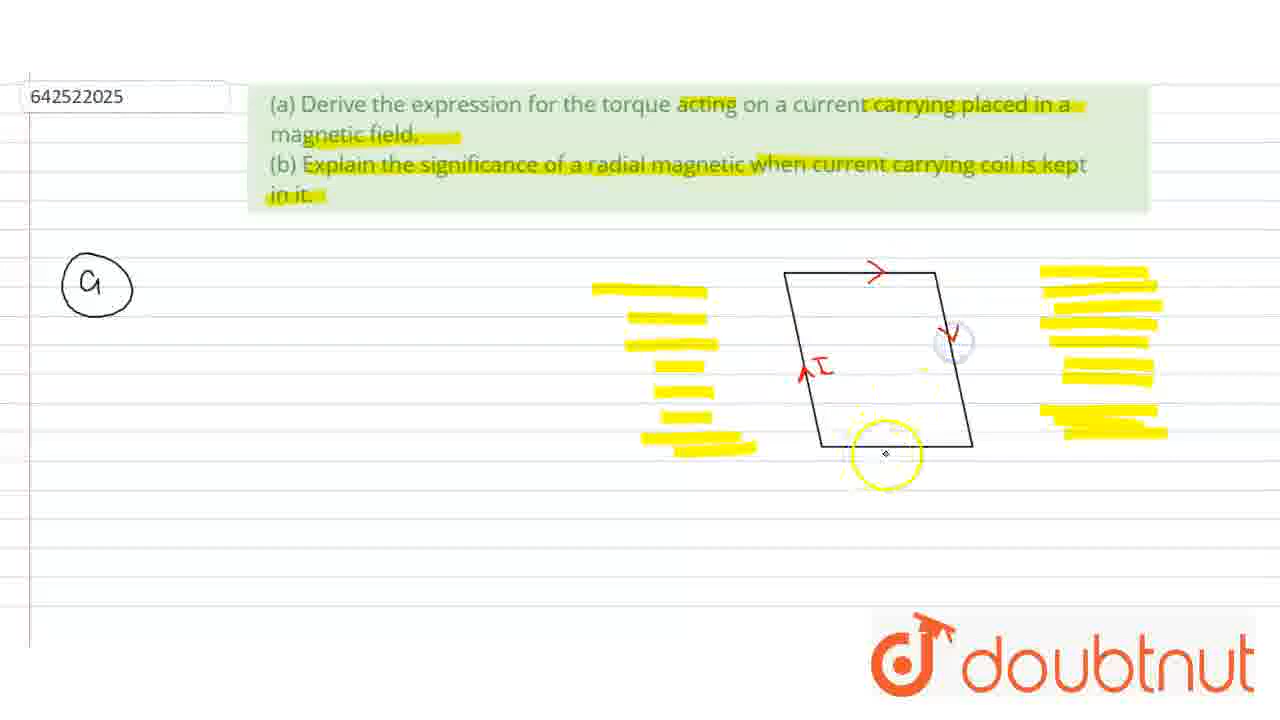 642522025
(a) Derive the expression for the torque acting on a current carrying placed in a
magnetic field.
(b) Explain the significance of a radial magnetic when current carrying coil is kept
in it.
a
I
doubtnut